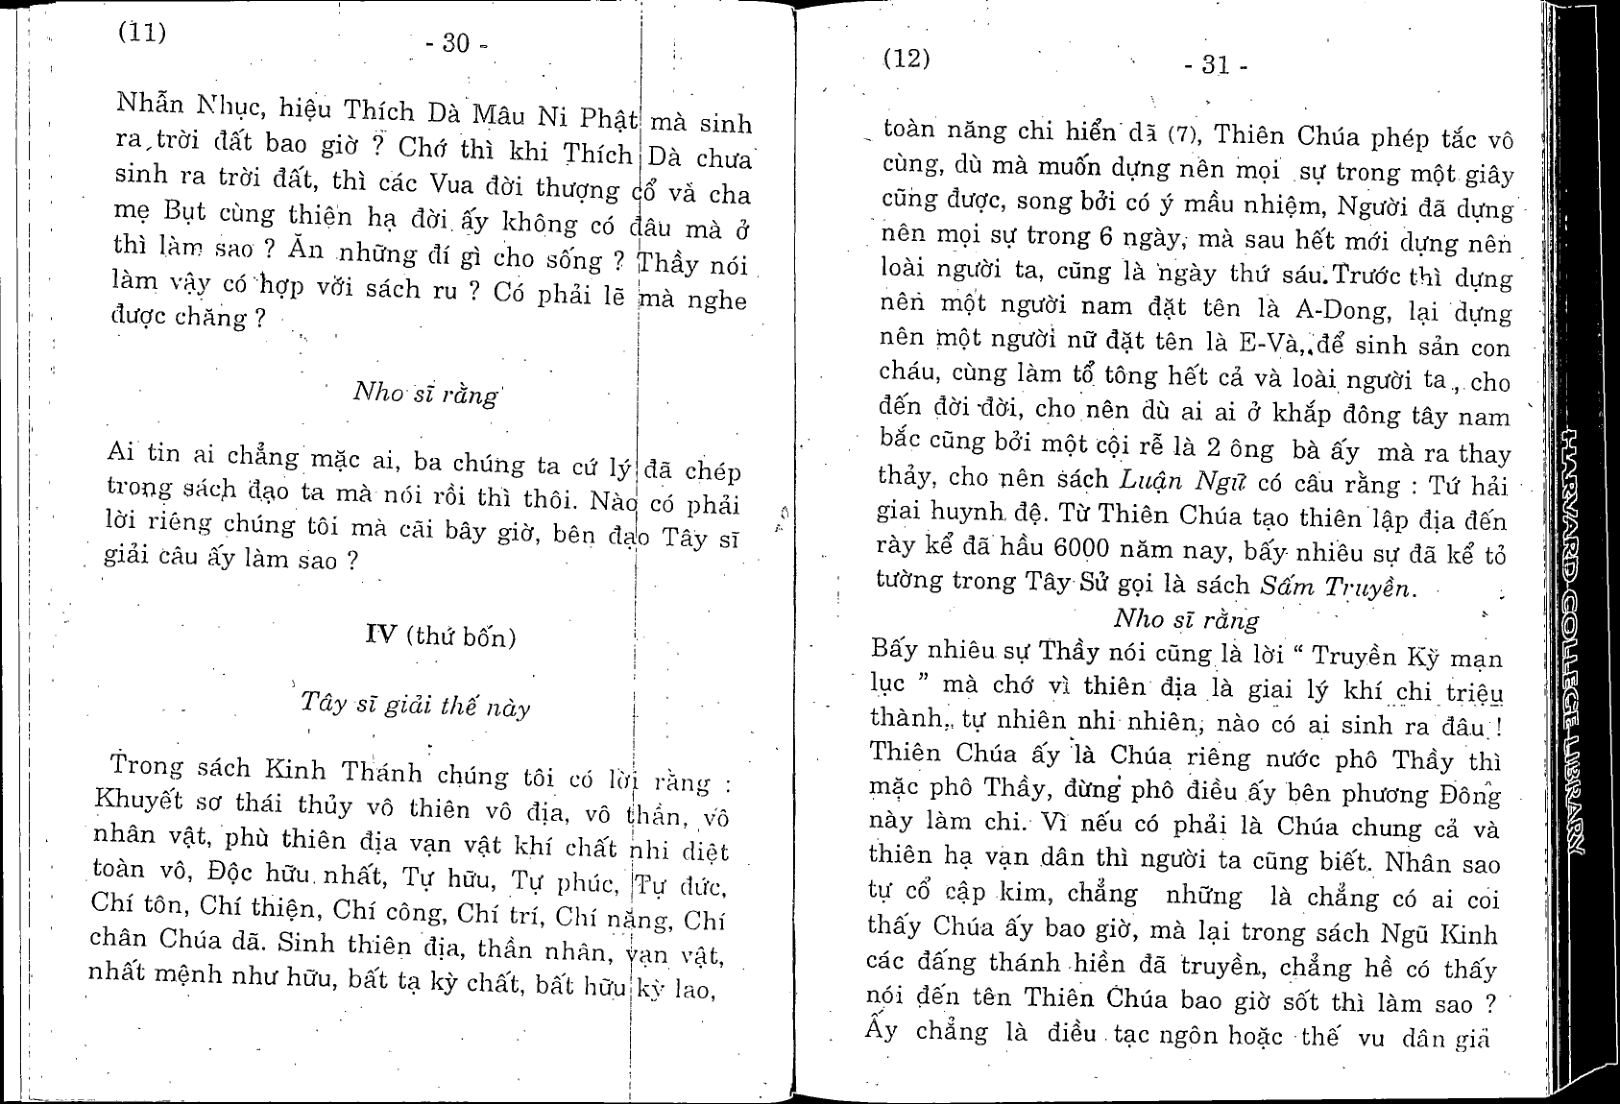 (11)
- 30 -
Nhẫn Nhục, hiệu Thích Dà Mâu Ni Phật mà sinh
ra trời đất bao giờ ? Chớ thì khi Thích Dà chưa
sinh ra trời đất, thì các Vua đời thượng cổ và cha
mẹ Bụt cùng thiên hạ đời ấy không có đâu mà ở
thì làm sao ? Ăn những đí gì cho sống ? Thầy nói
làm vậy có hợp với sách ru ? Có phải lẽ mà nghe
được chăng ?
Nho sĩ rằng
Ai tin ai chẳng mặc ai, ba chúng ta cứ lý đã chép
trong sách đạo ta mà nói rồi thì thôi. Nào có phải
lời riêng chúng tôi mà cãi bây giờ, bên đạo Tây sĩ
giải câu ấy làm sao ?
IV (thứ bốn)
Tây sĩ giải thế này
Trong sách Kinh Thánh chúng tôi có lời rằng :
Khuyết sơ thái thủy vô thiên vô địa, vô thần, vô
nhân vật, phù thiên địa vạn vật khí chất nhi diệt
toàn vô, Độc hữu nhất, Tự hữu, Tự phúc, Tự đức,
Chí tôn, Chí thiện, Chí công, Chí trí, Chí năng, Chí
chân Chúa dã. Sinh thiên địa, thần nhân, vạn vật,
nhất mệnh như hữu, bất tạ kỳ chất, bất hữu kỳ lao,
(12)
- 31 -
toàn năng chi hiển dã (7), Thiên Chúa phép tắc vô
cùng, dù mà muốn dựng nên mọi sự trong một giây
cũng được, song bởi có ý mầu nhiệm, Người đã dựng
nên mọi sự trong 6 ngày, mà sau hết mới dựng nên
loài người ta, cũng là ngày thứ sáu. Trước thì dựng
nên một người nam đặt tên là A-Dong, lại dựng
nên một người nữ đặt tên là E-Và, để sinh sản con
cháu, cùng làm tổ tông hết cả và loài người ta, cho
đến đời đời, cho nên dù ai ai ở khắp đông tây nam
bắc cũng bởi một cội rễ là 2 ông bà ấy mà ra thay
thảy, cho nên sách Luận Ngữ có câu rằng : Tứ hải
giai huynh đệ. Từ Thiên Chúa tạo thiên lập địa đến
rày kể đã hầu 6000 năm nay, bấy nhiêu sự đã kể tỏ
tường trong Tây Sử gọi là sách Sấm Truyền.
Nho sĩ rằng
Bấy nhiêu sự Thầy nói cũng là lời “ Truyền Kỳ mạn
lục ” mà chớ vì thiên địa là giai lý khí chi triệu
thành, tự nhiên nhi nhiên, nào có ai sinh ra đâu !
Thiên Chúa ấy là Chúa riêng nước phô Thầy thì
mặc phô Thầy, đừng phô điều ấy bên phương Đông
này làm chi. Vì nếu có phải là Chúa chung cả và
thiên hạ vạn dân thì người ta cũng biết. Nhân sao
tự cổ cập kim, chẳng những là chẳng có ai coi
thấy Chúa ấy bao giờ, mà lại trong sách Ngũ Kinh
các đấng thánh hiền đã truyền, chẳng hề có thấy
nói đến tên Thiên Chúa bao giờ sốt thì làm sao ?
Ấy chẳng là điều tạc ngôn hoặc thế vu dân giả
HARVARD COLLEGE LIBRARY